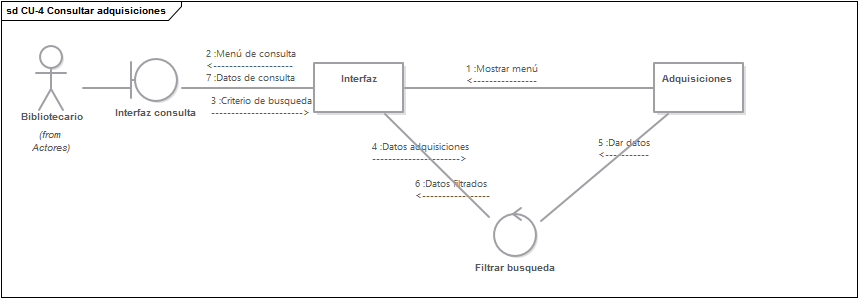 sd CU-4 Consultar adquisiciones
2 :Menú de consulta
7 :Datos de consulta
3 :Criterio de busqueda
1 :Mostrar menú
Interfaz
Adquisiciones
Bibliotecario
(from
Actores)
Interfaz consulta
4 :Datos adquisiciones
5 :Dar datos
6 :Datos filtrados
Filtrar busqueda